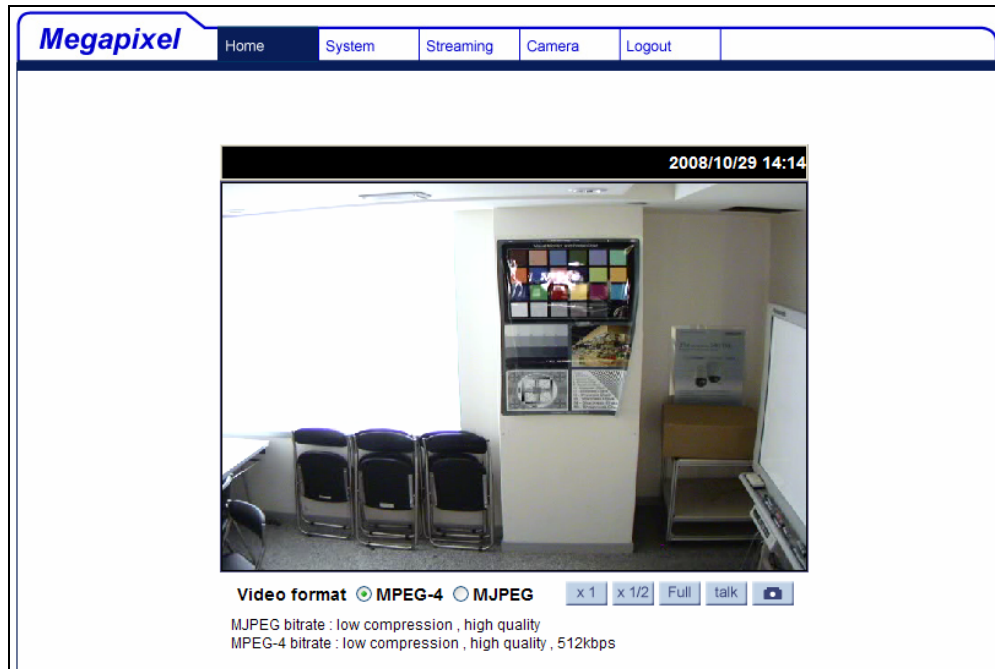 Megapixel
Home System Streaming Camera Logout
2008/10/29 14:14
Video format MPEG-4 MJPEG x 1 x 1/2 Full talk
MJPEG bitrate : low compression , high quality
MPEG-4 bitrate : low compression , high quality , 512kbps